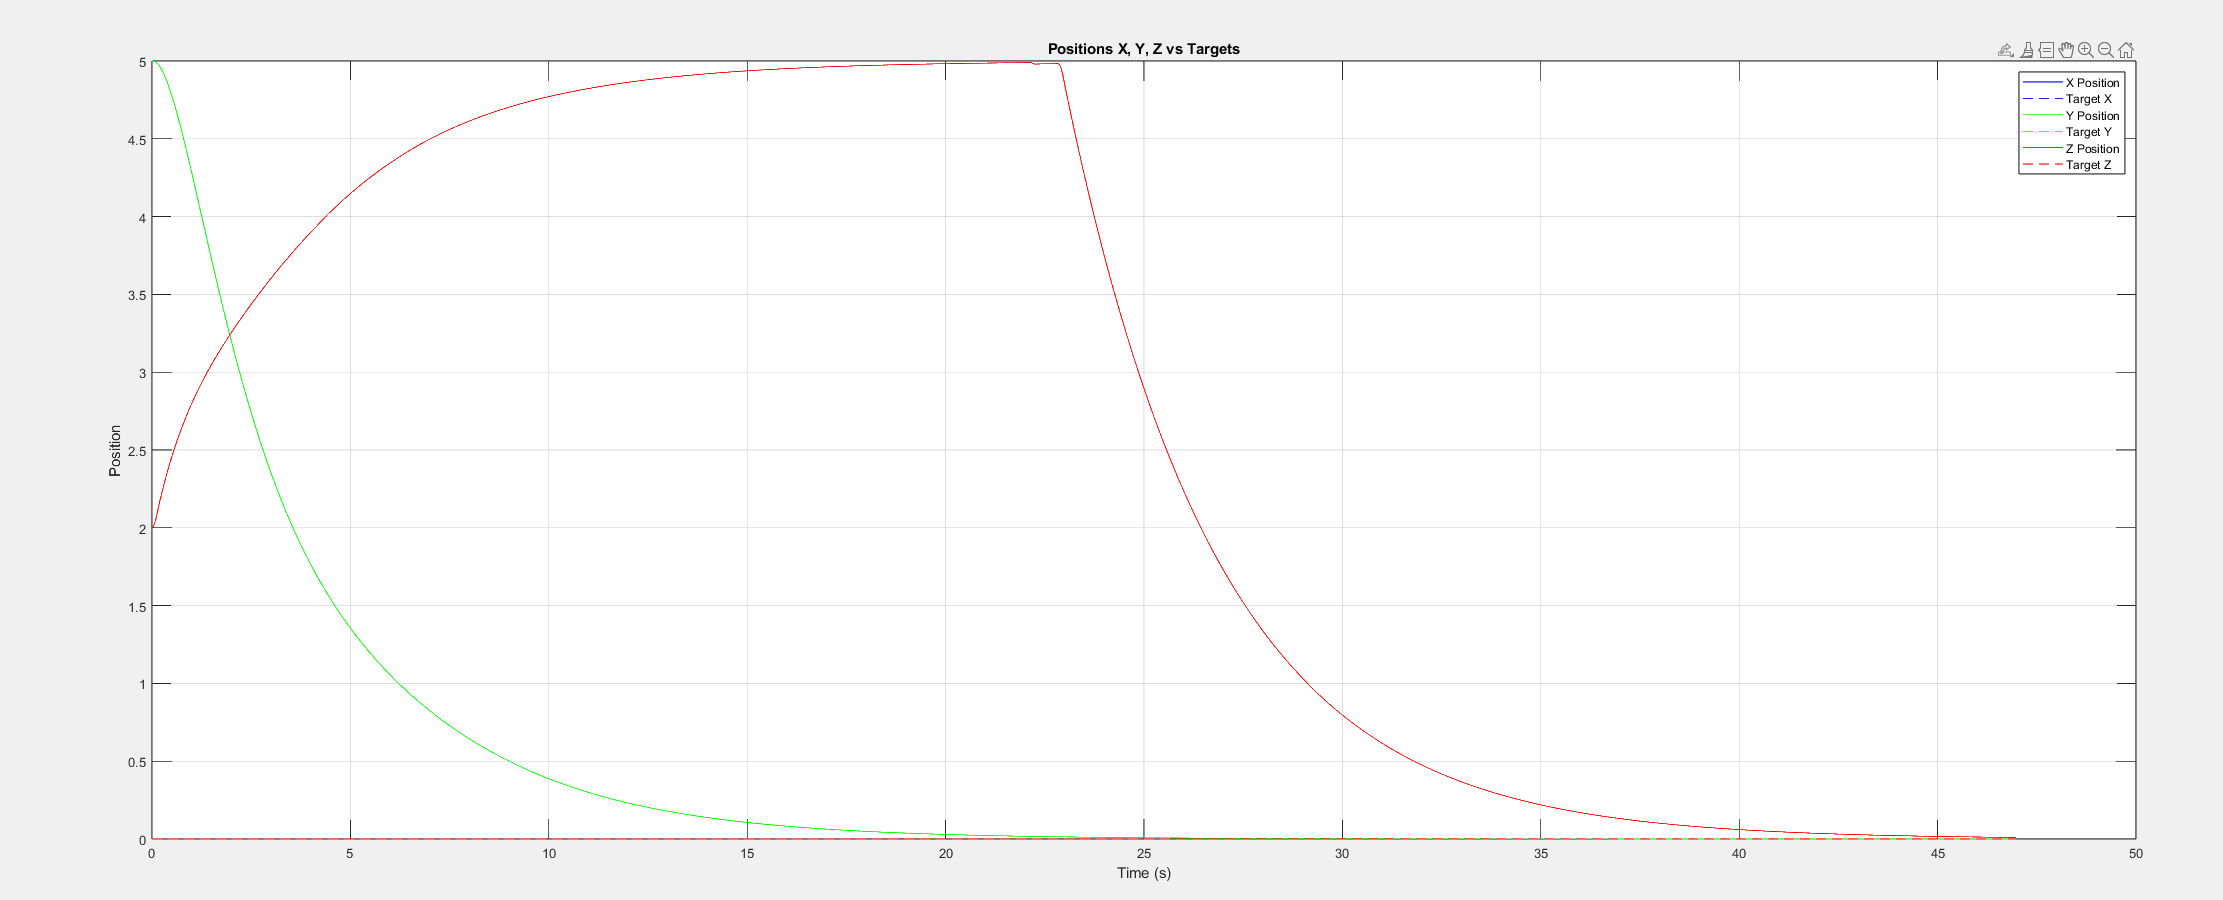 Positions X, Y, Z vs Targets
X Position
Target X
Y Position
Target Y
Z Position
Target Z
5
4.5
4
3.5
3
2.5
2
1.5
1
0.5
0
Position
0 5 10 15 20 25 30 35 40 45 50
Time (s)